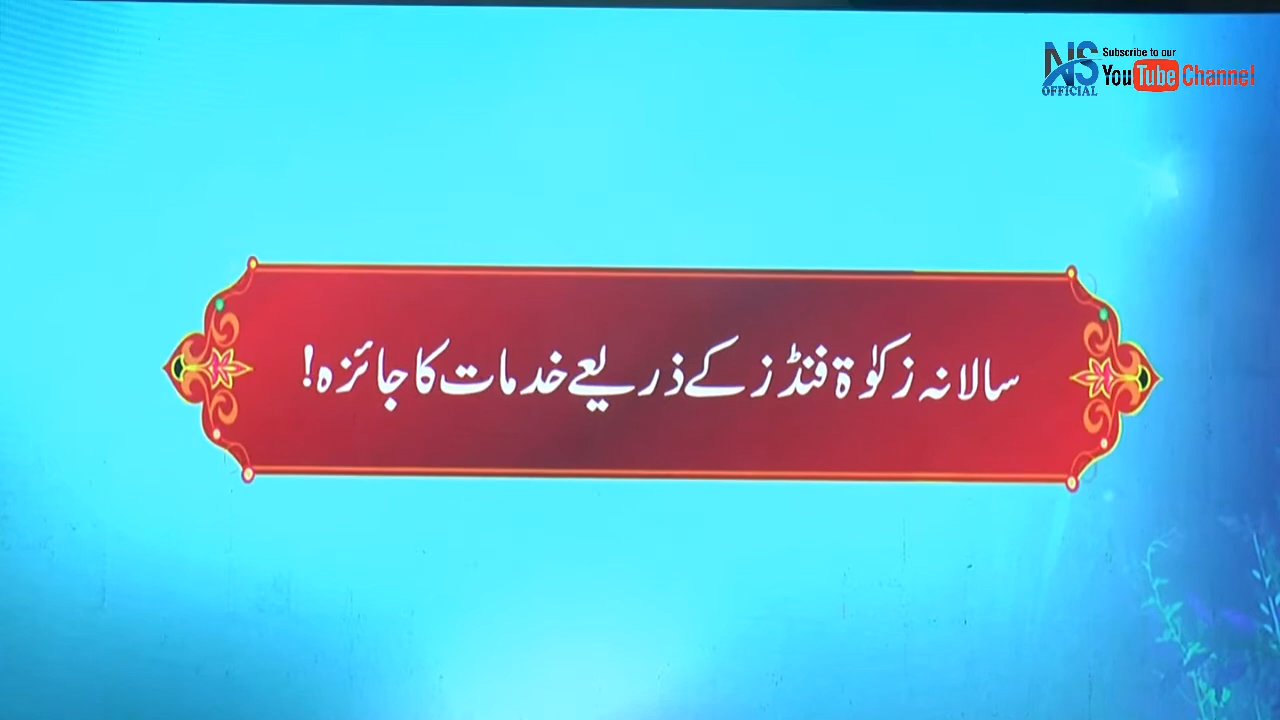 NS
OFFICIAL
Subscribe to our
YouTube Channel
سالانہ زکوٰۃ فنڈز کے ذریعے خدمات کا جائزہ!